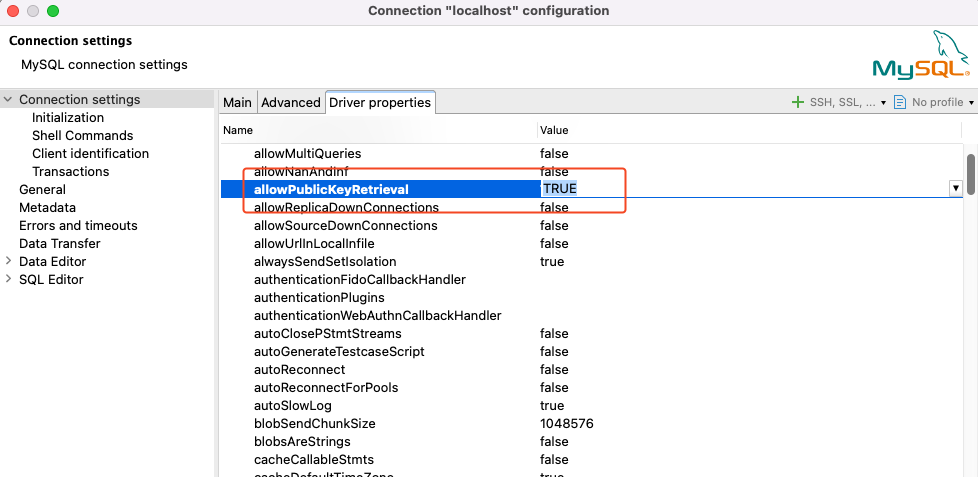 Connection "localhost" configuration
Connection settings
MySQL connection settings
MySQL
Connection settings
Initialization
Shell Commands
Client identification
Transactions
General
Metadata
Errors and timeouts
Data Transfer
Data Editor
SQL Editor
Main Advanced Driver properties SSH, SSL, ... No profile
Name Value
allowMultiQueries false
allowNanAndInf false
allowPublicKeyRetrieval TRUE
allowReplicaDownConnections false
allowSourceDownConnections false
allowUrlInLocalInfile false
alwaysSendSetIsolation true
authenticationFidoCallbackHandler
authenticationPlugins
authenticationWebAuthnCallbackHandler
autoClosePStmtStreams false
autoGenerateTestcaseScript false
autoReconnect false
autoReconnectForPools false
autoSlowLog true
blobSendChunkSize 1048576
blobsAreStrings false
cacheCallableStmts false
cacheDefaultTimeZone true